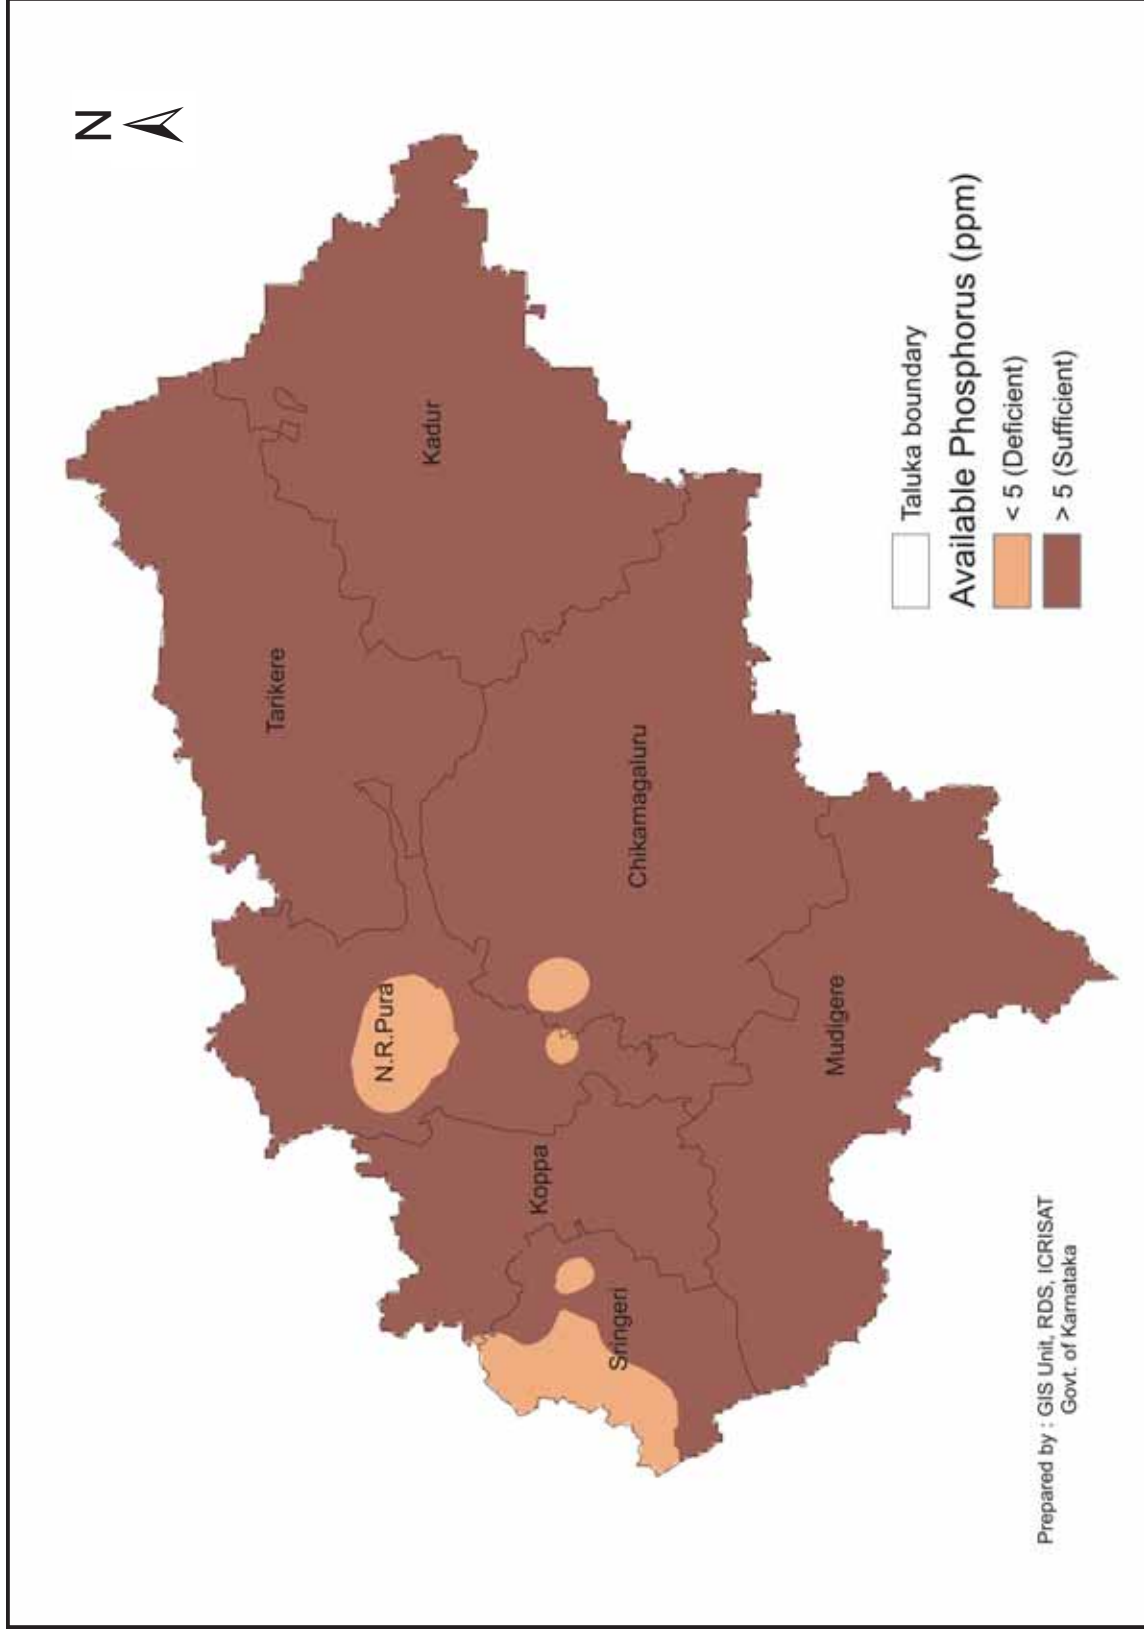 N
Tarikere
Kadur
N.R.Pura
Chikamagaluru
Koppa
Sringeri
Mudigere
Taluka boundary
Available Phosphorus (ppm)
< 5 (Deficient)
> 5 (Sufficient)
Prepared by : GIS Unit, RDS, ICRISAT
Govt. of Karnataka